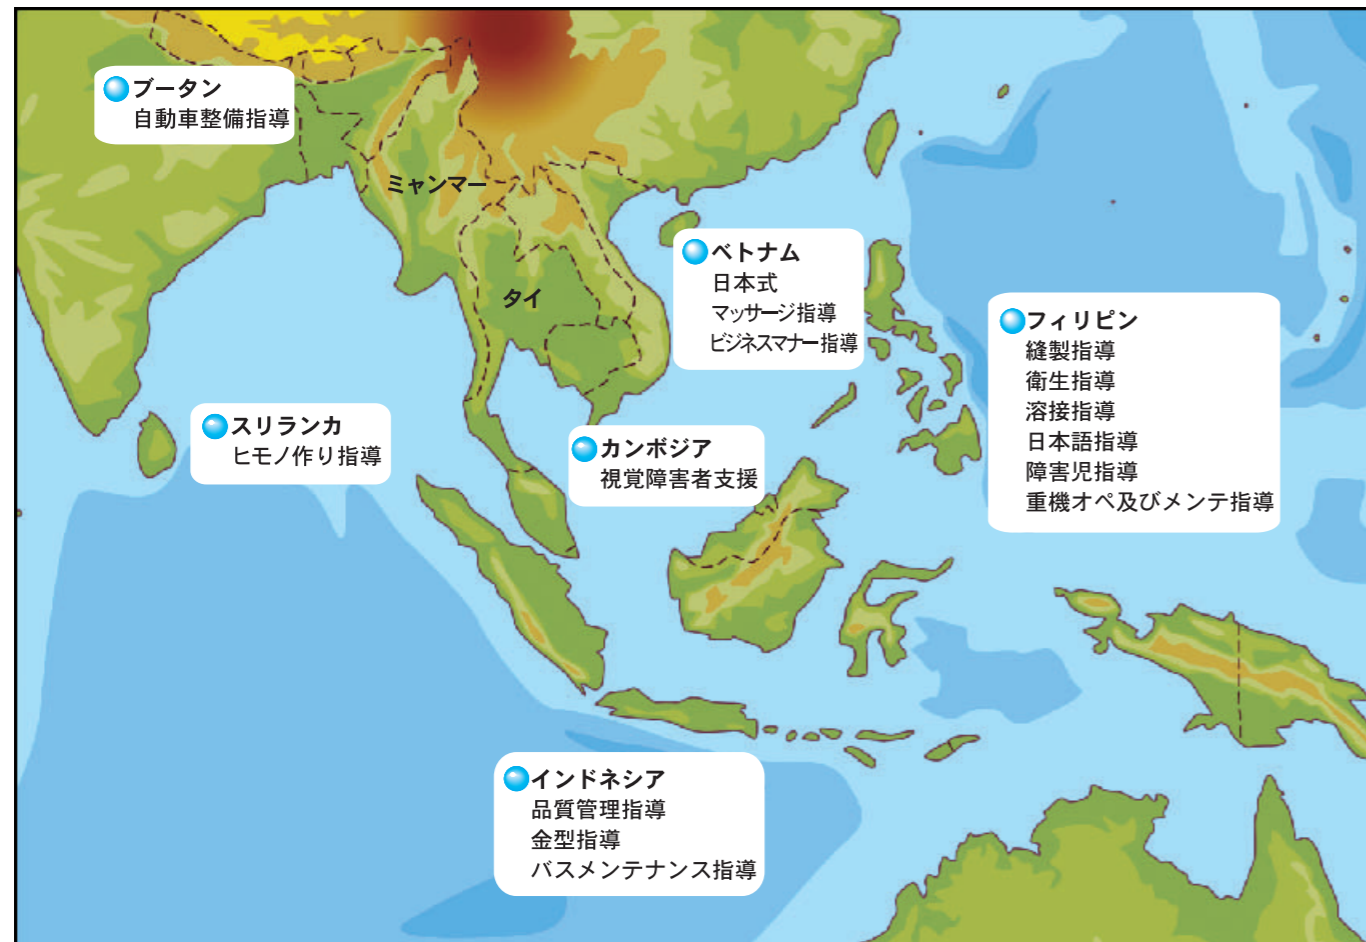 ブータン
自動車整備指導
ミャンマー
タイ
ベトナム
日本式
マッサージ指導
ビジネスマナー指導
フィリピン
縫製指導
衛生指導
溶接指導
日本語指導
障害児指導
重機オペ及びメンテ指導
スリランカ
ヒモノ作り指導
カンボジア
視覚障害者支援
インドネシア
品質管理指導
金型指導
バスメンテナンス指導